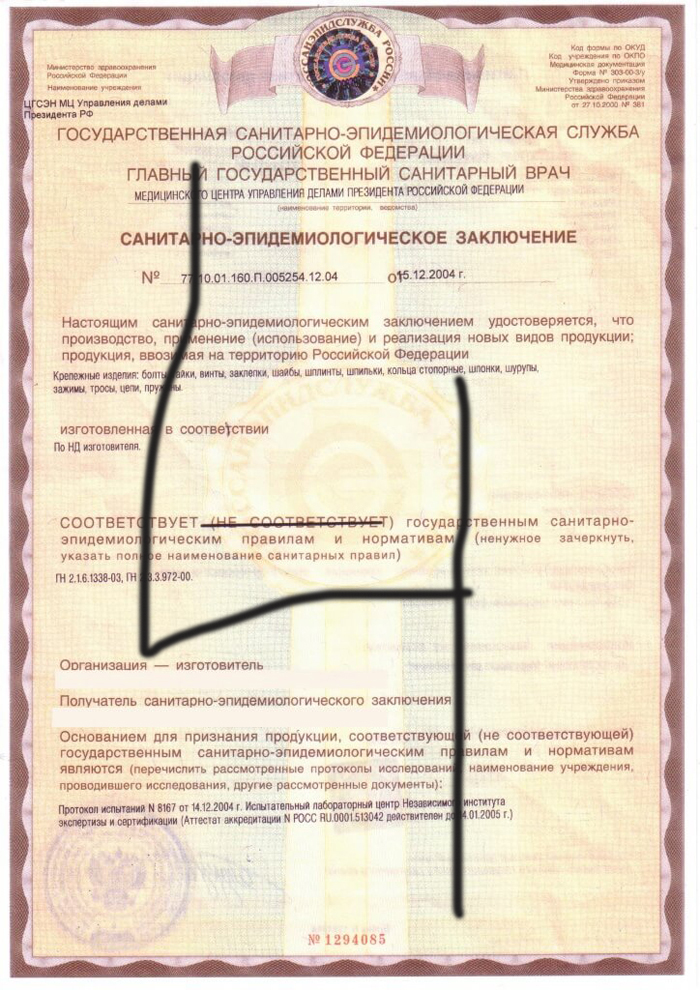 РОССАНЭПИДСЛУЖБА РОССИИ
Министерство здравоохранения
Российской Федерации
Наименование учреждения
ЦГСЭН МЦ Управления делами
Президента РФ
Код формы по ОКУД
Код учреждения по ОКПО
Медицинская документация
Форма № 303-00-3/у
Утверждено приказом
Министерства здравоохранения
Российской Федерации
от 27.10.2000 № 381
ГОСУДАРСТВЕННАЯ САНИТАРНО-ЭПИДЕМИОЛОГИЧЕСКАЯ СЛУЖБА
РОССИЙСКОЙ ФЕДЕРАЦИИ
ГЛАВНЫЙ ГОСУДАРСТВЕННЫЙ САНИТАРНЫЙ ВРАЧ
МЕДИЦИНСКОГО ЦЕНТРА УПРАВЛЕНИЯ ДЕЛАМИ ПРЕЗИДЕНТА РОССИЙСКОЙ ФЕДЕРАЦИИ
(наименование территории, ведомства)
САНИТАРНО-ЭПИДЕМИОЛОГИЧЕСКОЕ ЗАКЛЮЧЕНИЕ
№ 77.10.01.160.П.005254.12.04 от 15.12.2004 г.
Настоящим санитарно-эпидемиологическим заключением удостоверяется, что
производство, применение (использование) и реализация новых видов продукции;
продукция, ввозимая на территорию Российской Федерации
Крепежные изделия: болты, гайки, винты, заклепки, шайбы, шплинты, шпильки, кольца стопорные, шпонки, шурупы,
зажимы, тросы, цепи, пружины.
изготовленная в соответствии
По НД изготовителя.
СООТВЕТСТВУЕТ (НЕ СООТВЕТСТВУЕТ) государственным санитарно-
эпидемиологическим правилам и нормативам (ненужное зачеркнуть,
указать полное наименование санитарных правил)
ГН 2.1.6.1338-03, ГН 2.3.3.972-00.
Организация — изготовитель
Получатель санитарно-эпидемиологического заключения
Основанием для признания продукции, соответствующей (не соответствующей)
государственным санитарно-эпидемиологическим правилам и нормативам
являются (перечислить рассмотренные протоколы исследований, наименование учреждения,
проводившего исследования, другие рассмотренные документы):
Протокол испытаний N 8167 от 14.12.2004 г. Испытательный лабораторный центр Независимого института
экспертизы и сертификации (Аттестат аккредитации N РОСС RU.0001.513042 действителен до 14.01.2005 г.)
№ 1294085